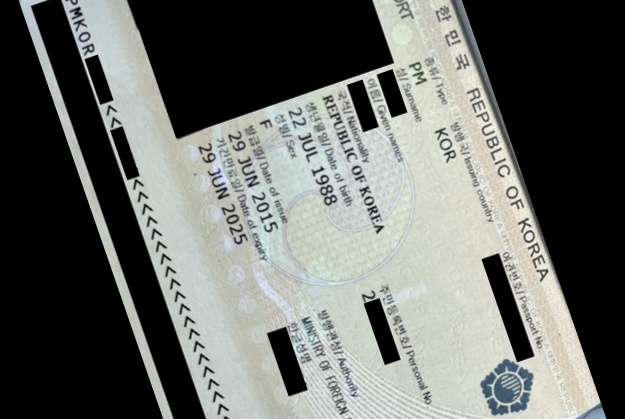 한 민 국 REPUBLIC OF KOREA
종류/Type 발행국/Issuing country 여권번호/Passport No
PM KOR
성/Surname
이름/Given names
국적/Nationality 주민등록번호/Personal No
REPUBLIC OF KOREA 2
생년월일/Date of birth
22 JUL 1988
성별/Sex 발행관청/Authority
F MINISTRY OF FOREIGN A
발급일/Date of issue 한글성명
29 JUN 2015
기간만료일/Date of expiry
29 JUN 2025
PMKOR << <<<<<<<<<<<<<<<<